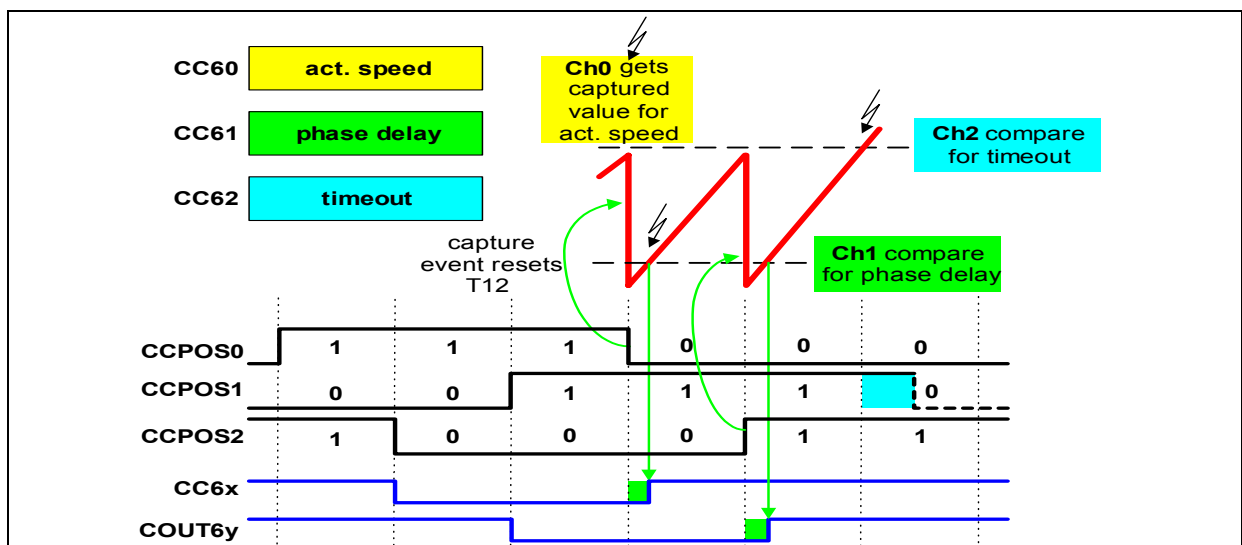 CC60
act. speed
CC61
phase delay
CC62
timeout
Ch0 gets
captured
value for
act. speed
Ch2 compare
for timeout
capture
event resets
T12
Ch1 compare
for phase delay
CCPOS0
1 1 1 0 0 0
CCPOS1
0 0 1 1 1 0
CCPOS2
1 0 0 0 1 1
CC6x
COUT6y